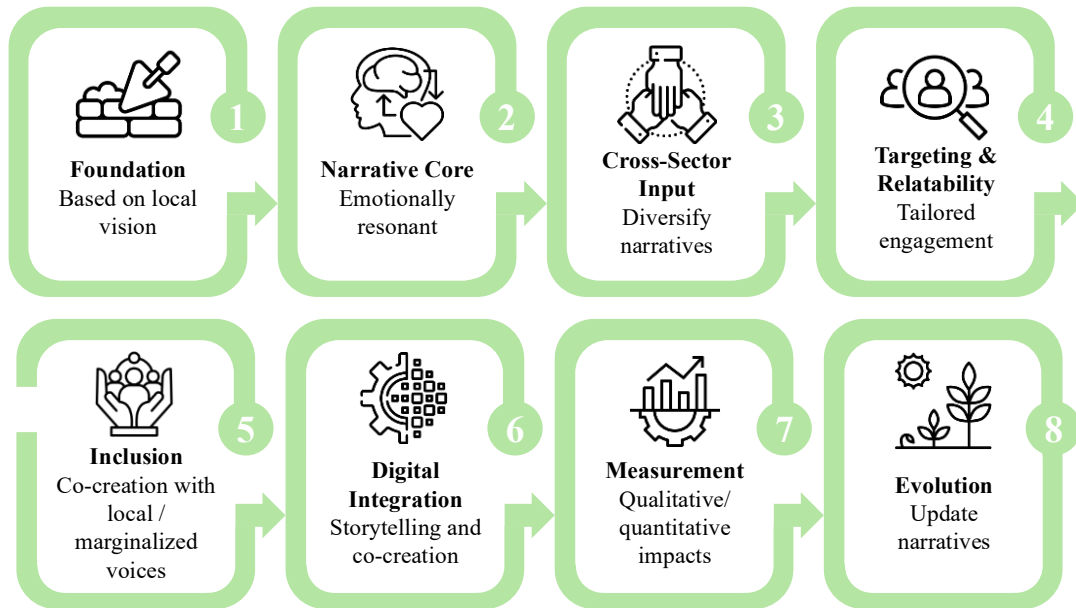 1
Foundation
Based on local
vision
2
Narrative Core
Emotionally
resonant
3
Cross-Sector
Input
Diversify
narratives
4
Targeting &
Relatability
Tailored
engagement
5
Inclusion
Co-creation with
local /
marginalized
voices
6
Digital
Integration
Storytelling and
co-creation
7
Measurement
Qualitative/
quantitative
impacts
8
Evolution
Update
narratives